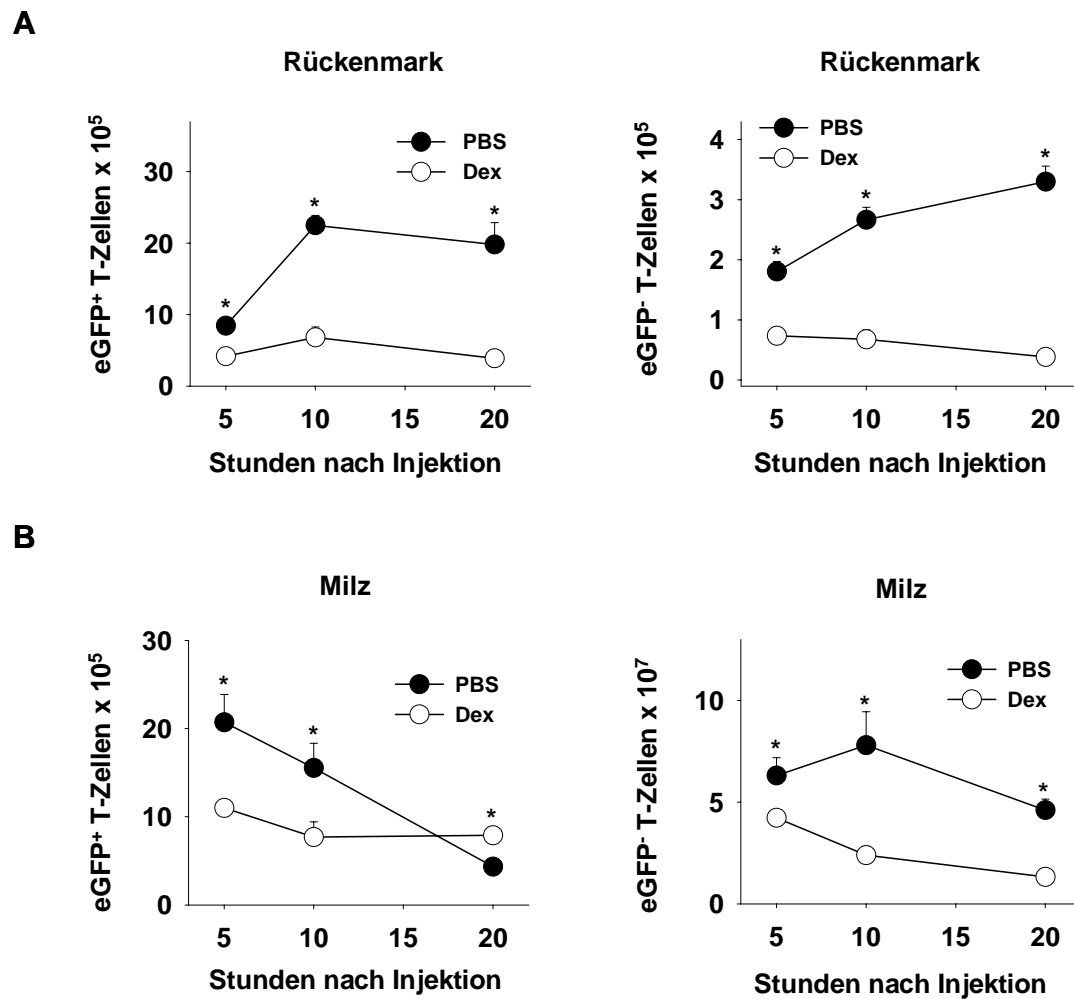 A
Rückenmark
eGFP⁺ T-Zellen x 10⁵
30
20
10
0
PBS
Dex
*
*
*
5
10
15
20
Stunden nach Injektion
Rückenmark
eGFP⁻ T-Zellen x 10⁵
4
3
2
1
0
PBS
Dex
*
*
*
5
10
15
20
Stunden nach Injektion
B
Milz
eGFP⁺ T-Zellen x 10⁵
30
20
10
0
PBS
Dex
*
*
*
5
10
15
20
Stunden nach Injektion
Milz
eGFP⁻ T-Zellen x 10⁷
10
5
0
PBS
Dex
*
*
*
5
10
15
20
Stunden nach Injektion